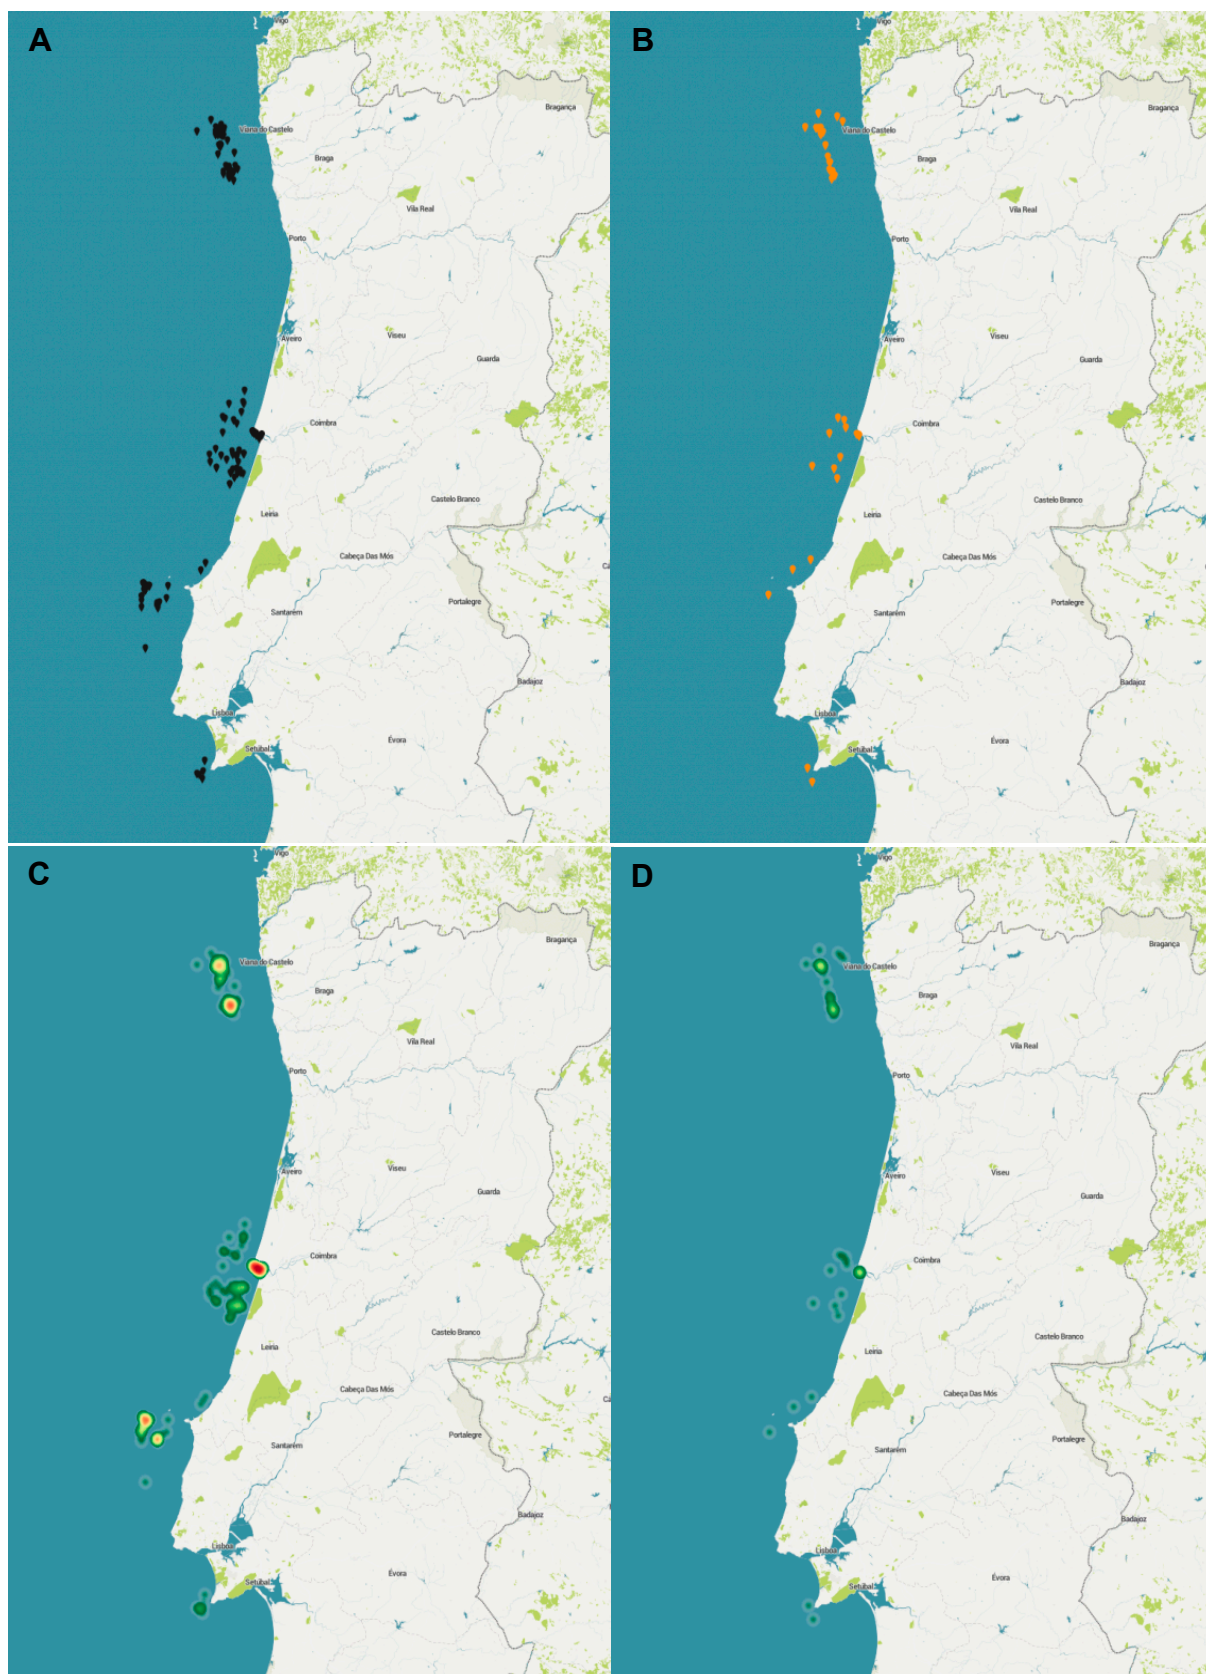 A
Vigo
Bragança
Viana do Castelo
Braga
Vila Real
Porto
Aveiro
Viseu
Guarda
Coimbra
Castelo Branco
Leiria
Cabeça Das Mós
Portalegre
Santarém
Badajoz
Lisboa
Setúbal
Évora
B
Vigo
Bragança
Viana do Castelo
Braga
Vila Real
Porto
Aveiro
Viseu
Guarda
Coimbra
Castelo Branco
Leiria
Cabeça Das Mós
Portalegre
Santarém
Badajoz
Lisboa
Setúbal
Évora
C
Vigo
Bragança
Viana do Castelo
Braga
Vila Real
Porto
Aveiro
Viseu
Guarda
Coimbra
Castelo Branco
Leiria
Cabeça Das Mós
Portalegre
Santarém
Badajoz
Lisboa
Setúbal
Évora
D
Vigo
Bragança
Viana do Castelo
Braga
Vila Real
Porto
Aveiro
Viseu
Guarda
Coimbra
Castelo Branco
Leiria
Cabeça Das Mós
Portalegre
Santarém
Badajoz
Lisboa
Setúbal
Évora